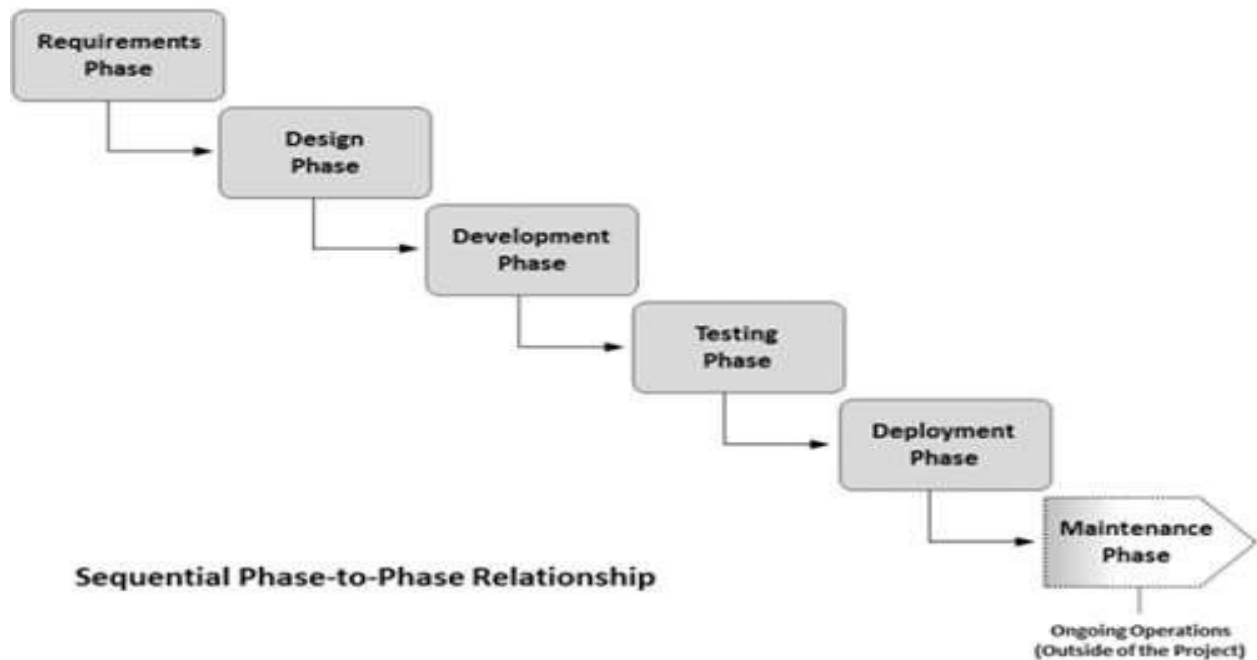 Requirements
Phase
Design
Phase
Development
Phase
Testing
Phase
Deployment
Phase
Maintenance
Phase
Sequential Phase-to-Phase Relationship
Ongoing Operations
(Outside of the Project)